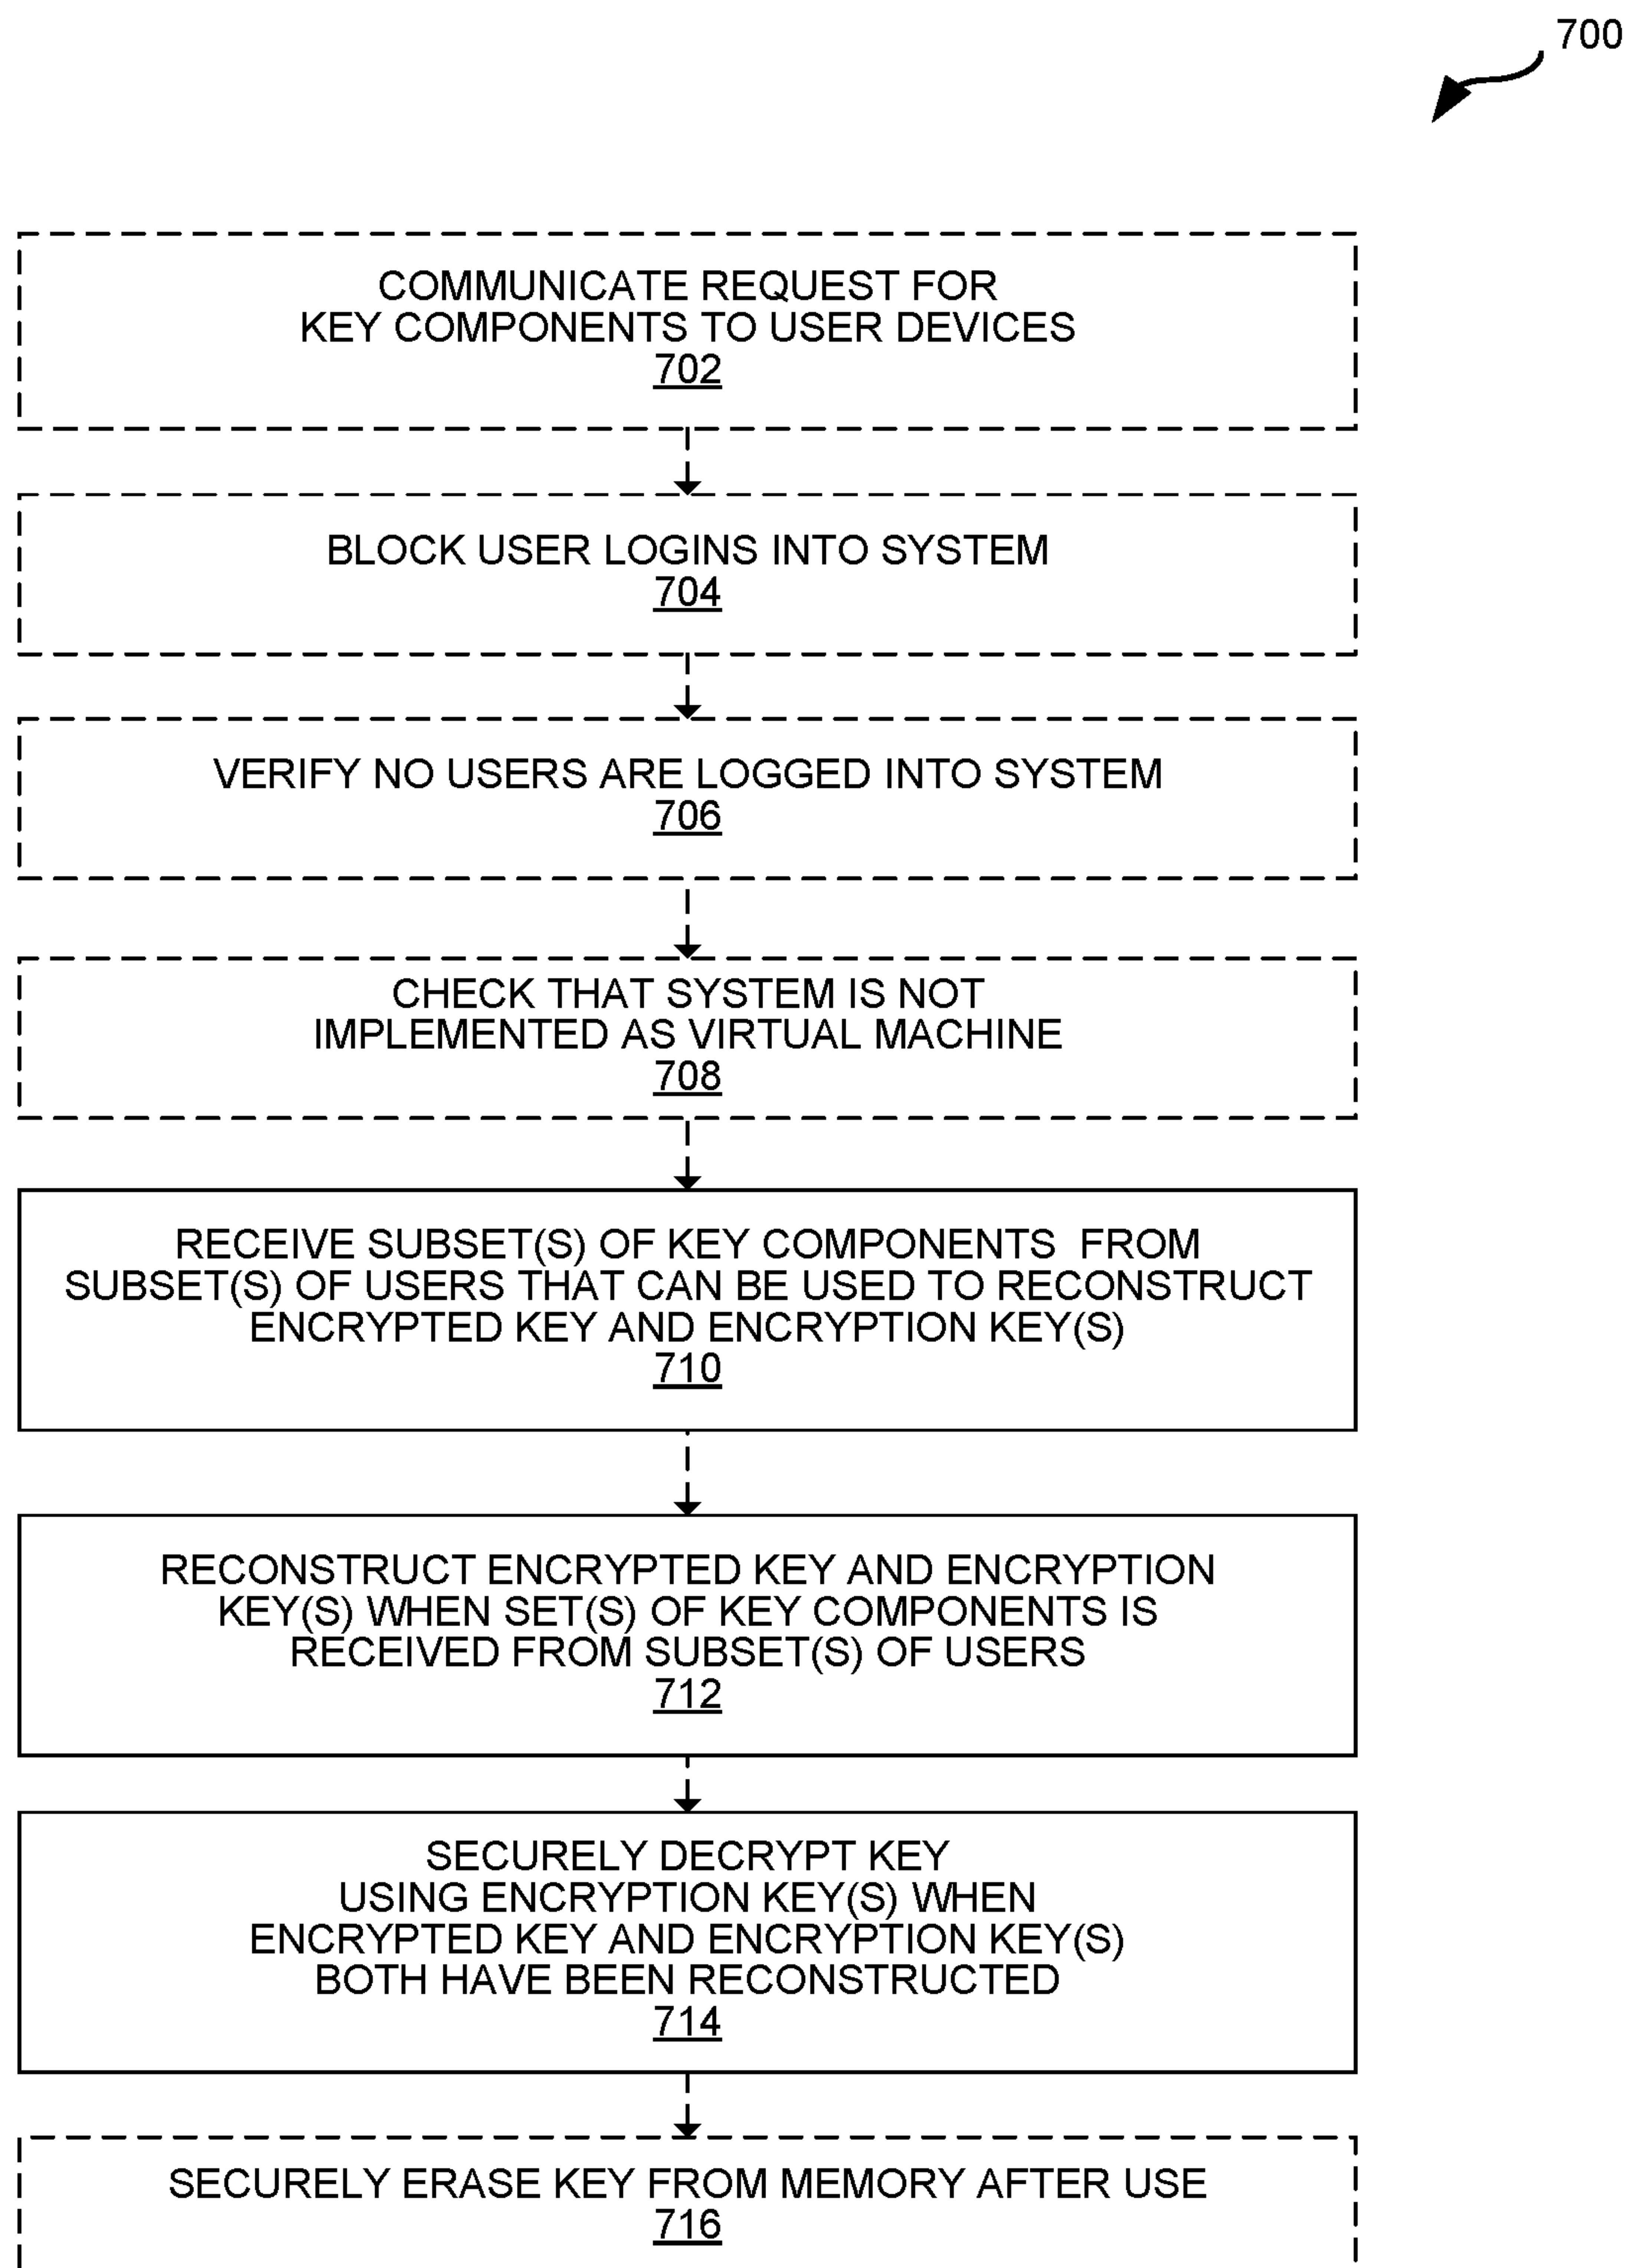 700
COMMUNICATE REQUEST FOR
KEY COMPONENTS TO USER DEVICES
702
BLOCK USER LOGINS INTO SYSTEM
704
VERIFY NO USERS ARE LOGGED INTO SYSTEM
706
CHECK THAT SYSTEM IS NOT
IMPLEMENTED AS VIRTUAL MACHINE
708
RECEIVE SUBSET(S) OF KEY COMPONENTS FROM
SUBSET(S) OF USERS THAT CAN BE USED TO RECONSTRUCT
ENCRYPTED KEY AND ENCRYPTION KEY(S)
710
RECONSTRUCT ENCRYPTED KEY AND ENCRYPTION
KEY(S) WHEN SET(S) OF KEY COMPONENTS IS
RECEIVED FROM SUBSET(S) OF USERS
712
SECURELY DECRYPT KEY
USING ENCRYPTION KEY(S) WHEN
ENCRYPTED KEY AND ENCRYPTION KEY(S)
BOTH HAVE BEEN RECONSTRUCTED
714
SECURELY ERASE KEY FROM MEMORY AFTER USE
716